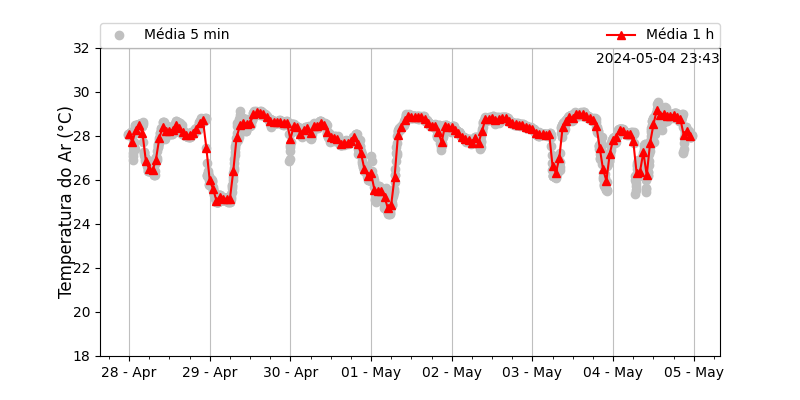 Média 5 min
Média 1 h
2024-05-04 23:43
Temperatura do Ar (°C)
32
30
28
26
24
22
20
18
28 - Apr
29 - Apr
30 - Apr
01 - May
02 - May
03 - May
04 - May
05 - May